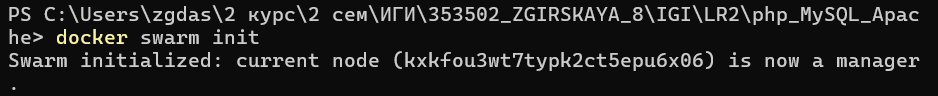 PS C:\Users\zgdas\2 курс\2 сем\ИГИ\353502_ZGIRSKAYA_8\IGI\LR2\php_MySQL_Apac
he> docker swarm init
Swarm initialized: current node (kxkfou3wt7typk2ct5epu6x06) is now a manager
.